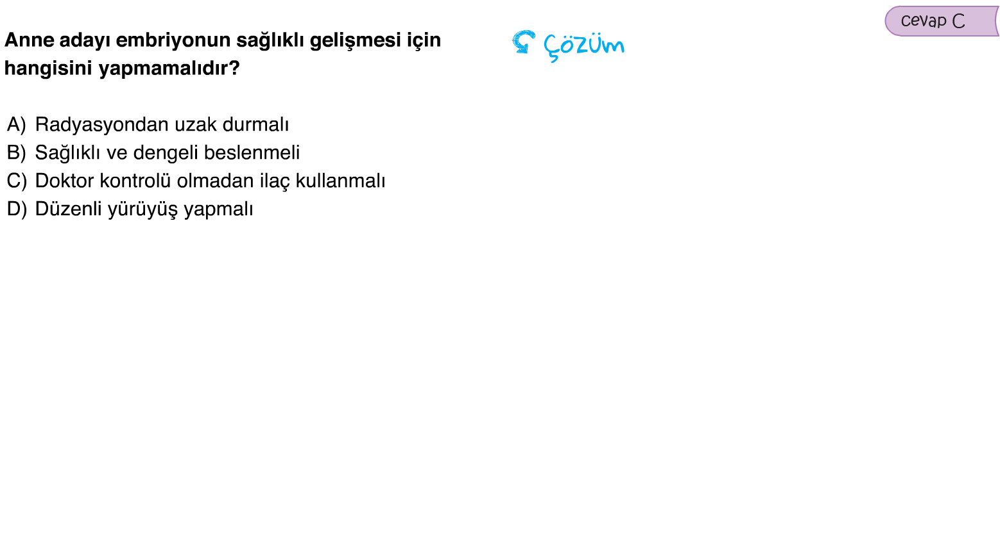 cevap C
Anne adayı embriyonun sağlıklı gelişmesi için
hangisini yapmamalıdır?
A) Radyasyondan uzak durmalı
B) Sağlıklı ve dengeli beslenmeli
C) Doktor kontrolü olmadan ilaç kullanmalı
D) Düzenli yürüyüş yapmalı
ÇÖZÜm